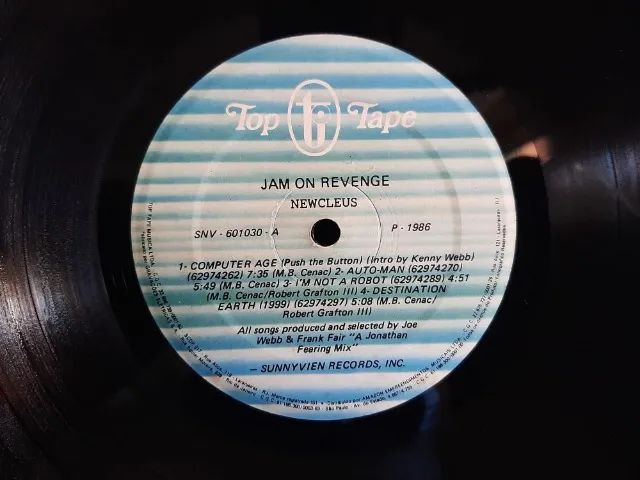 Top ti Tape
JAM ON REVENGE
NEWCLEUS
SNV - 601030 - A P - 1986
1- COMPUTER AGE (Push the Button) (Intro by Kenny Webb)
(62974262) 7:35 (M.B. Cenac) 2- AUTO-MAN (62974270)
5:49 (M.B. Cenac) 3- I'M NOT A ROBOT (62974289) 4:51
(M.B. Cenac/Robert Grafton III) 4- DESTINATION
EARTH (1999) (62974297) 5:08 (M.B. Cenac/
Robert Grafton III)
All songs produced and selected by Joe
Webb & Frank Fair "A Jonathan
Fearing Mix"
— SUNNYVIEN RECORDS, INC.